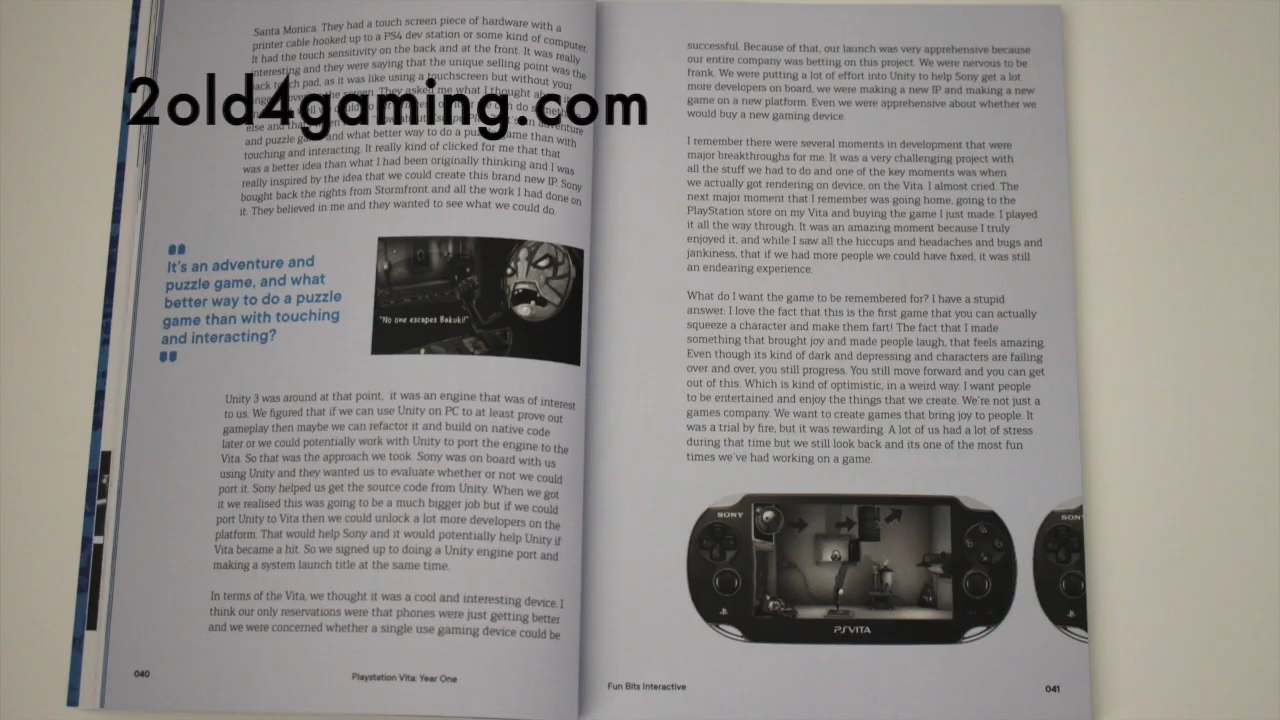 Santa Monica. They had a touch screen piece of hardware with a
printer cable hooked up to a PS4 dev station or some kind of computer.
It had the touch sensitivity on the back and at the front. It was really
interesting and they were saying that the unique selling point was the
back touch pad, as it was like using a touchscreen but without your
the screen. They asked me what I thought
2old4gaming.com
else and
and puzzle and what better way to do a puzzle game than with
touching and interacting. It really kind of clicked for me that that
was a better idea than what I had been originally thinking and I was
really inspired by the idea that we could create this brand new IP. Sony
bought back the rights from Stormfront and all the work I had done on
it. They believed in me and they wanted to see what we could do.
It's an adventure and
puzzle game, and what
better way to do a puzzle
game than with touching
and interacting?
"No one escapes Bakuki!"
Unity 3 was around at that point, it was an engine that was of interest
to us. We figured that if we can use Unity on PC to at least prove out
gameplay then maybe we can refactor it and build on native code
later or we could potentially work with Unity to port the engine to the
Vita. So that was the approach we took. Sony was on board with us
using Unity and they wanted us to evaluate whether or not we could
port it. Sony helped us get the source code from Unity. When we got
it we realised this was going to be a much bigger job but if we could
port Unity to Vita then we could unlock a lot more developers on the
platform. That would help Sony and it would potentially help Unity if
Vita became a hit. So we signed up to doing a Unity engine port and
making a system launch title at the same time.
In terms of the Vita, we thought it was a cool and interesting device. I
think our only reservations were that phones were just getting better
and we were concerned whether a single use gaming device could be
040
Playstation Vita: Year One
successful. Because of that, our launch was very apprehensive because
our entire company was betting on this project. We were nervous to be
frank. We were putting a lot of effort into Unity to help Sony get a lot
more developers on board, we were making a new IP and making a new
game on a new platform. Even we were apprehensive about whether we
would buy a new gaming device.
I remember there were several moments in development that were
major breakthroughs for me. It was a very challenging project with
all the stuff we had to do and one of the key moments was when
we actually got rendering on device, on the Vita. I almost cried. The
next major moment that I remember was going home, going to the
PlayStation store on my Vita and buying the game I just made. I played
it all the way through. It was an amazing moment because I truly
enjoyed it, and while I saw all the hiccups and headaches and bugs and
jankiness, that if we had more people we could have fixed, it was still
an endearing experience.
What do I want the game to be remembered for? I have a stupid
answer: I love the fact that this is the first game that you can actually
squeeze a character and make them fart! The fact that I made
something that brought joy and made people laugh, that feels amazing.
Even though its kind of dark and depressing and characters are failing
over and over, you still progress. You still move forward and you can get
out of this. Which is kind of optimistic, in a weird way. I want people
to be entertained and enjoy the things that we create. We're not just a
games company. We want to create games that bring joy to people. It
was a trial by fire, but it was rewarding. A lot of us had a lot of stress
during that time but we still look back and its one of the most fun
times we've had working on a game.
SONY
PSVITA
SONY
Fun Bits Interactive
041